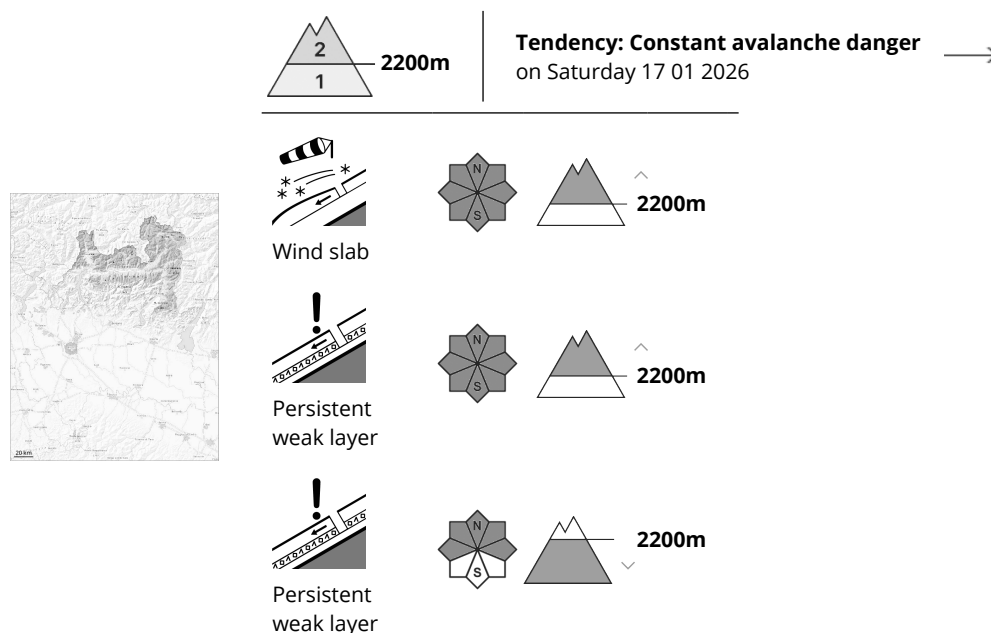 2
2200m
1
Tendency: Constant avalanche danger
on Saturday 17 01 2026
N
S
2200m
Wind slab
N
S
2200m
Persistent
weak layer
N
S
2200m
Persistent
weak layer
20 km